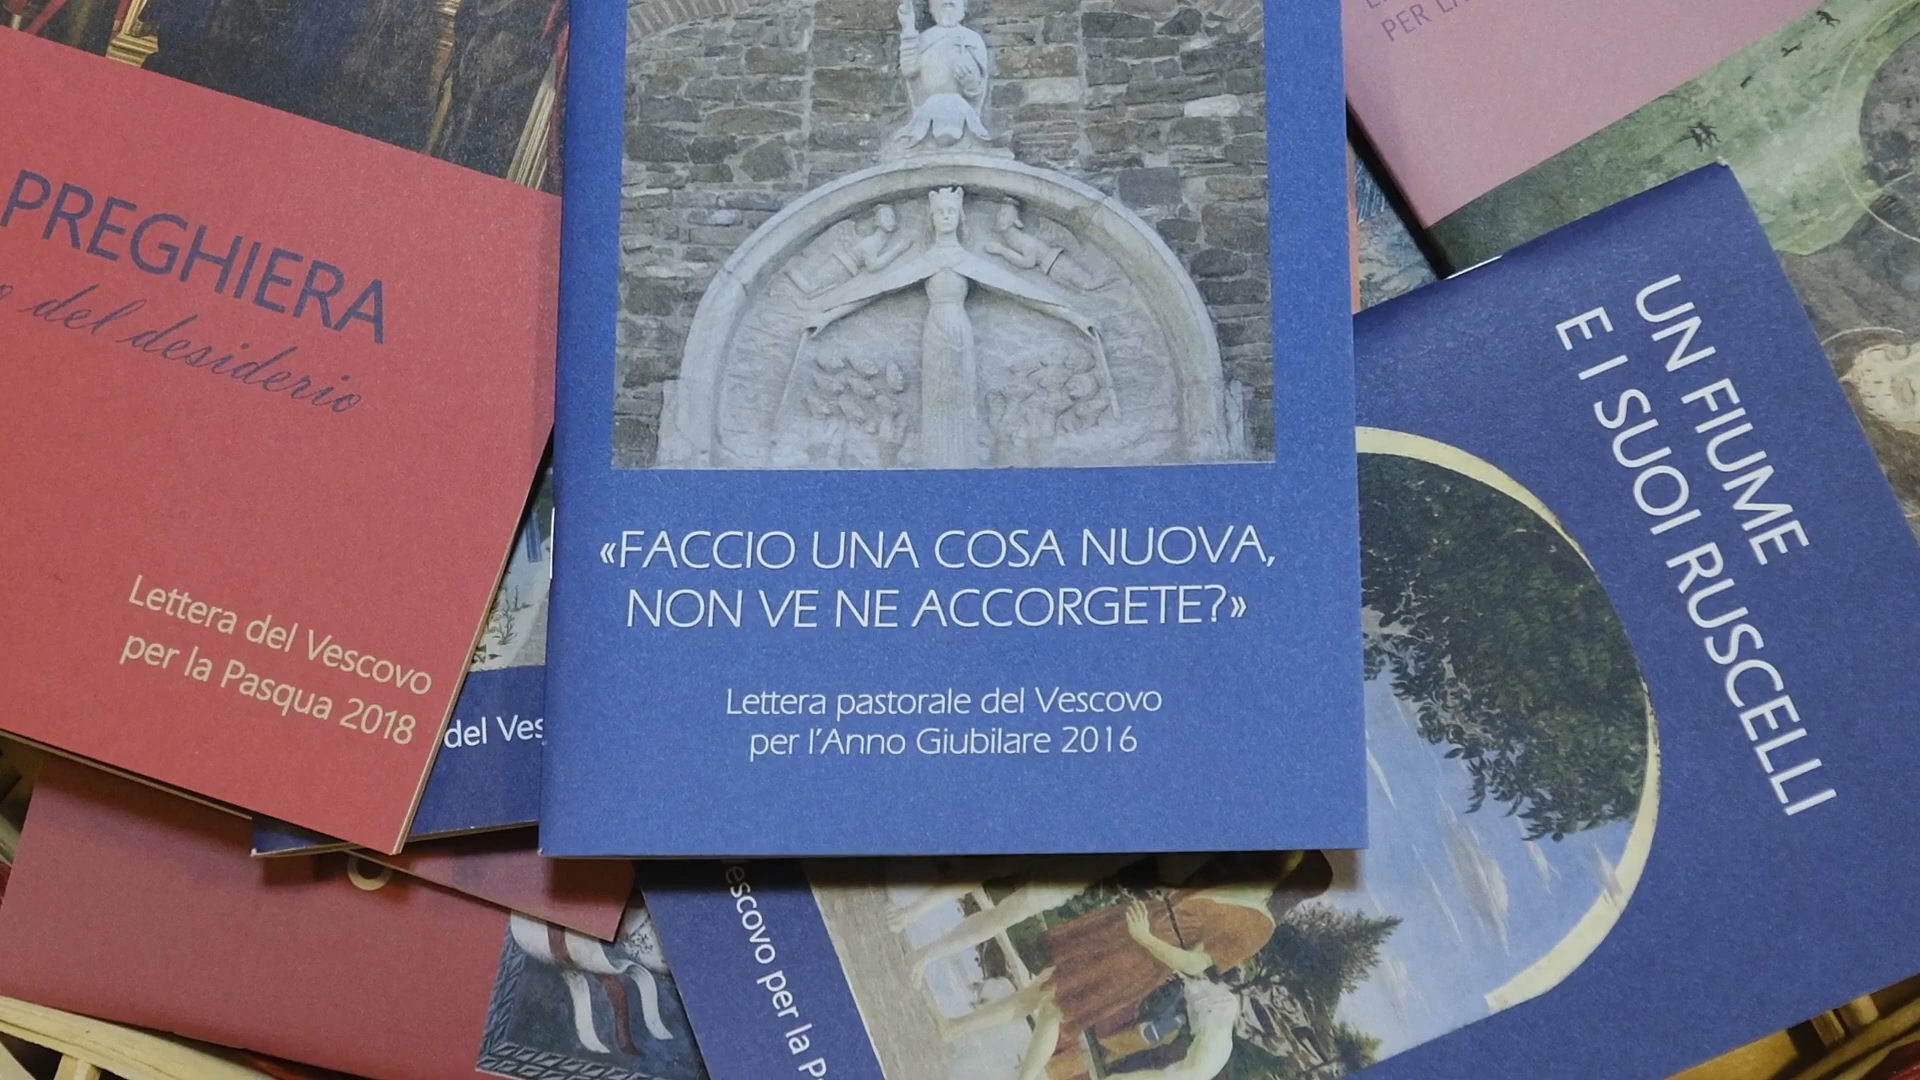 PREGHIERA
del desiderio
Lettera del Vescovo
per la Pasqua 2018
del Ves
«FACCIO UNA COSA NUOVA,
NON VE NE ACCORGETE?»
Lettera pastorale del Vescovo
per l'Anno Giubilare 2016
PER LA
UN FIUME
E I SUOI RUSCELLI
escovo per la P